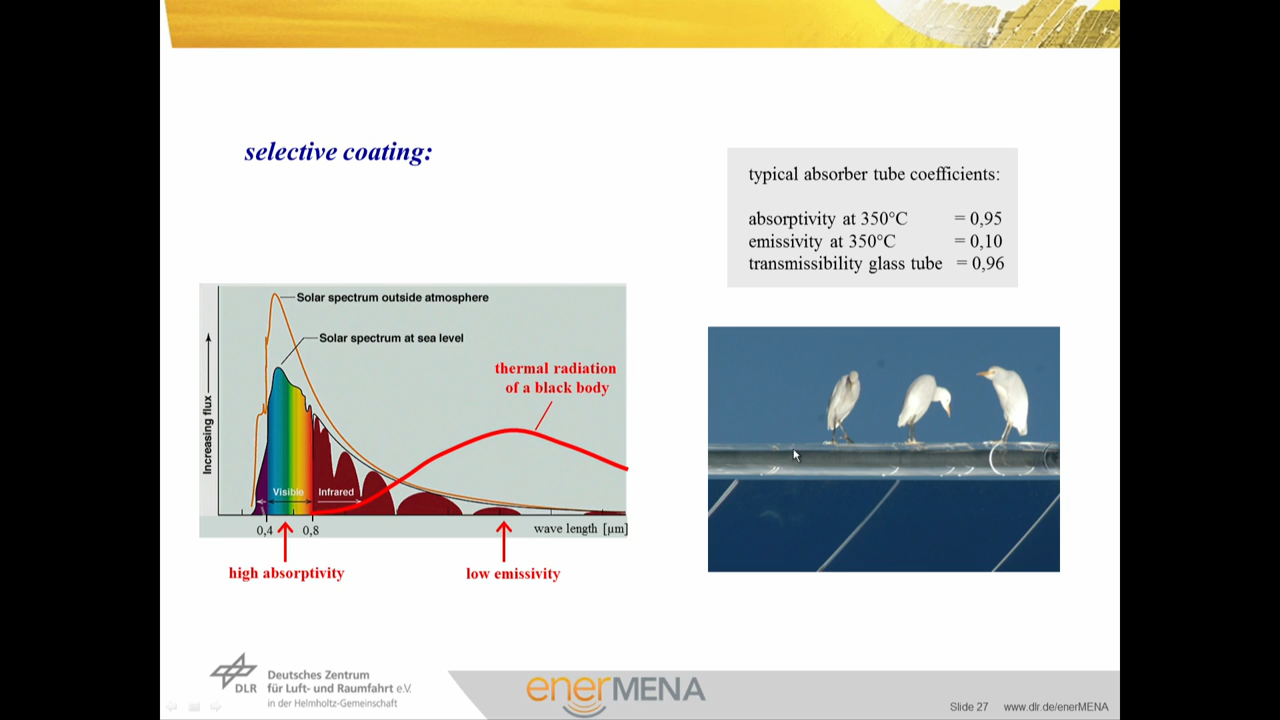 selective coating:
typical absorber tube coefficients:
absorptivity at 350°C = 0,95
emissivity at 350°C = 0,10
transmissibility glass tube = 0,96
Solar spectrum outside atmosphere
Solar spectrum at sea level
thermal radiation
of a black body
Increasing flux
Visible
Infrared
0,4
0,8
wave length [µm]
high absorptivity
low emissivity
DLR
Deutsches Zentrum
für Luft- und Raumfahrt e.V.
in der Helmholtz-Gemeinschaft
enerMENA
Slide 27 www.dlr.de/enerMENA